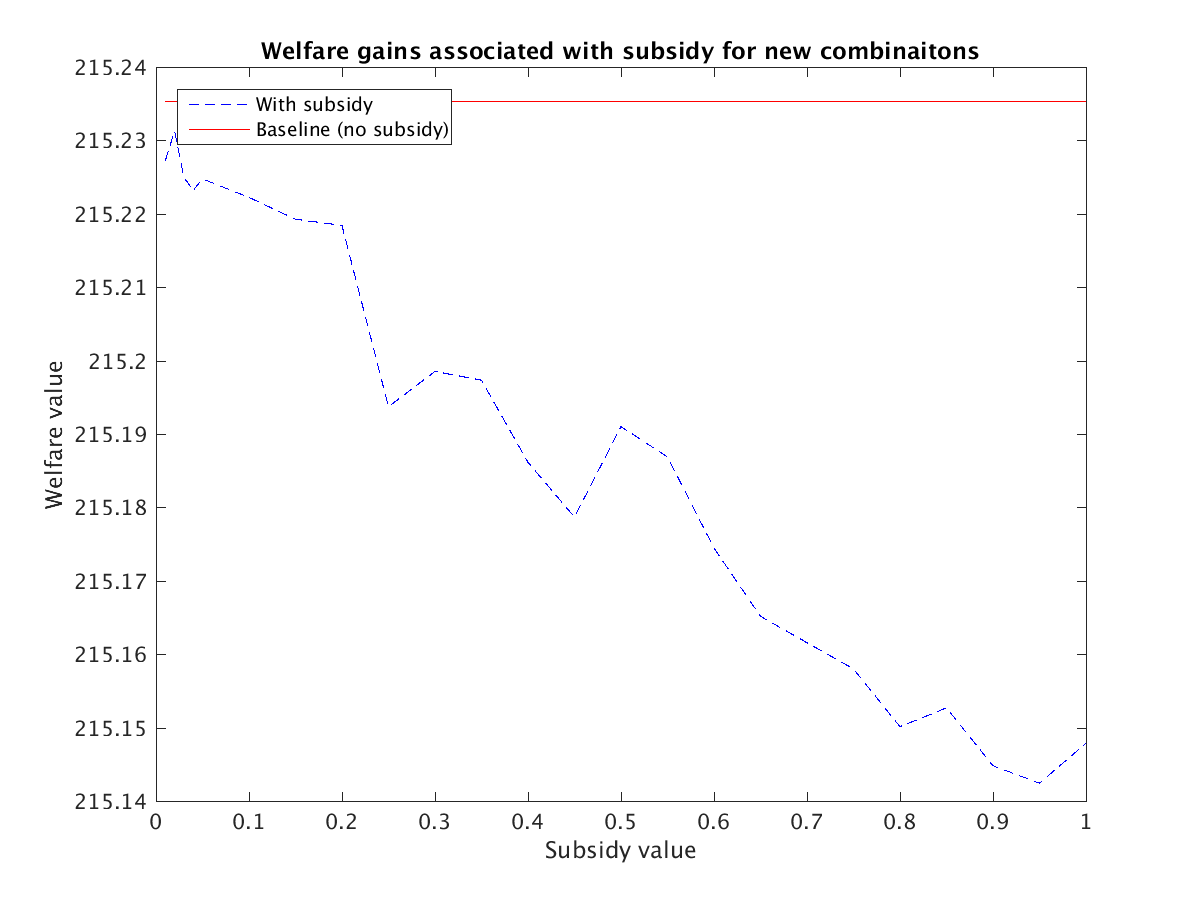 Welfare gains associated with subsidy for new combinaitons
215.24
215.23
215.22
215.21
215.2
215.19
215.18
215.17
215.16
215.15
215.14
Welfare value
With subsidy
Baseline (no subsidy)
0 0.1 0.2 0.3 0.4 0.5 0.6 0.7 0.8 0.9 1
Subsidy value